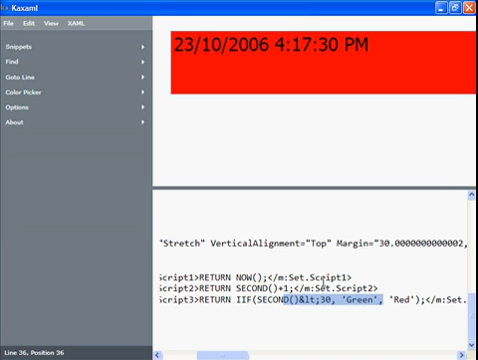 Kaxaml
File Edit View XAML
Snippets
Find
Goto Line
Color Picker
Options
About
23/10/2006 4:17:30 PM
"Stretch" VerticalAlignment="Top" Margin="30.0000000000002,
Script1>RETURN NOW();</m:Set.Script1>
Script2>RETURN SECOND()+1;</m:Set.Script2>
Script3>RETURN IIF(SECOND()&lt;30, 'Green', 'Red');</m:Set.
Line 36, Position 36